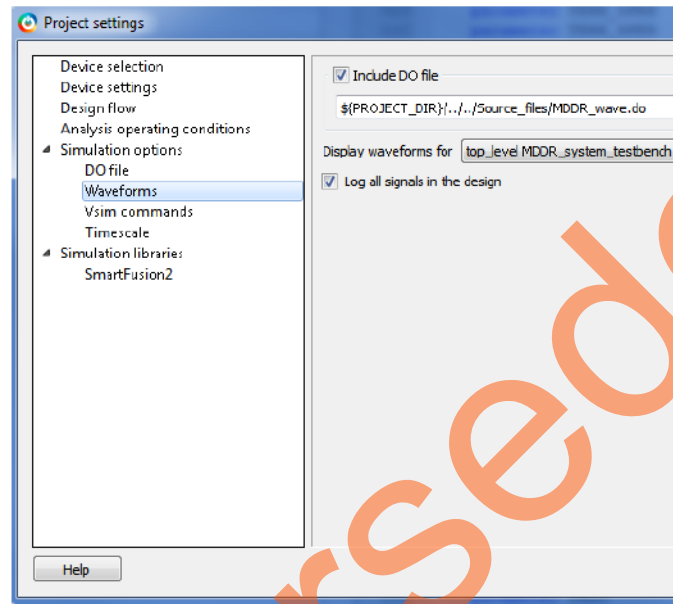 Project settings
Device selection
Device settings
Design flow
Analysis operating conditions
Simulation options
DO file
Waveforms
Vsim commands
Timescale
Simulation libraries
SmartFusion2
Include DO file
${PROJECT_DIR}/../../Source_files/MDDR_wave.do
Display waveforms for top_level MDDR_system_testbench
Log all signals in the design
Help
rsed